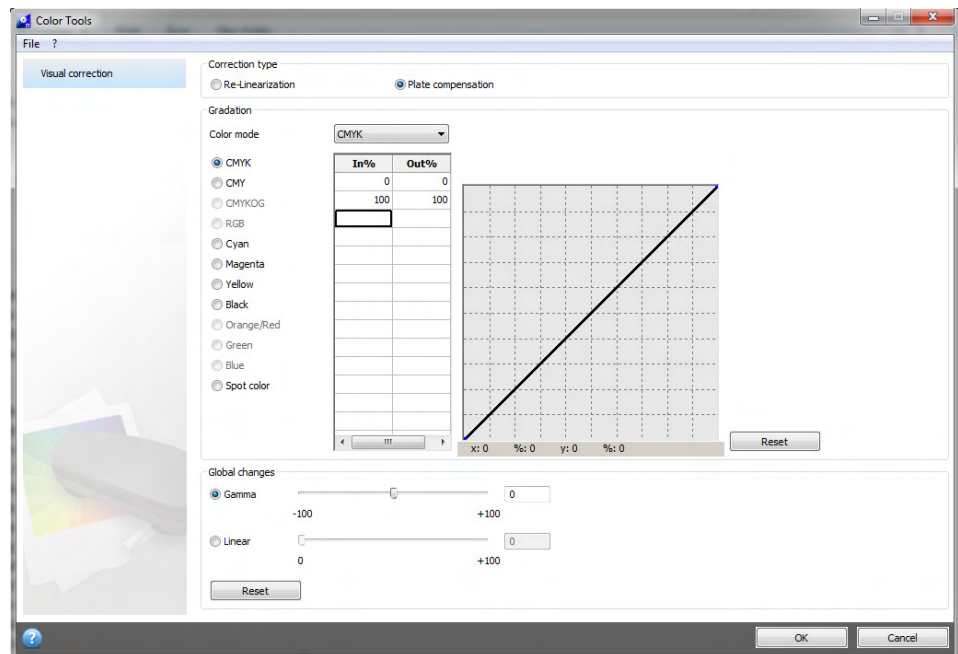 Color Tools
File ?
Visual correction
Correction type
Re-Linearization Plate compensation
Gradation
Color mode CMYK
CMYK
CMY
CMYKOG
RGB
Cyan
Magenta
Yellow
Black
Orange/Red
Green
Blue
Spot color
In% Out%
0 0
100 100
x: 0 %: 0 y: 0 %: 0
Reset
Global changes
Gamma 0
-100 +100
Linear 0
0 +100
Reset
? OK Cancel